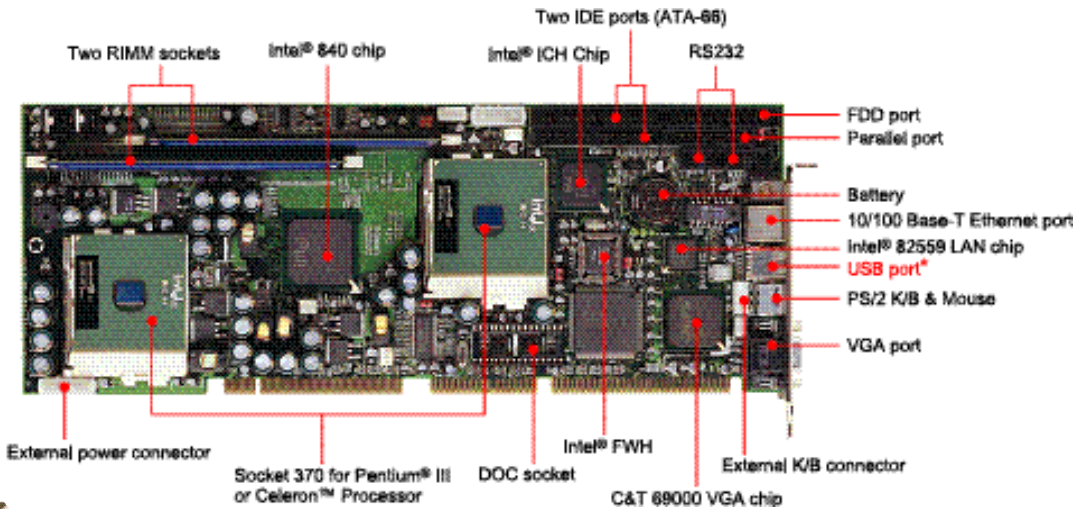 Two IDE ports (ATA-66)
Two RIMM sockets
Intel® 840 chip
Intel® ICH Chip
RS232
FDD port
Parallel port
Battery
10/100 Base-T Ethernet port
Intel® 82559 LAN chip
USB port*
PS/2 K/B & Mouse
VGA port
External power connector
Socket 370 for Pentium® III
or Celeron™ Processor
DOC socket
Intel® FWH
External K/B connector
C&T 69000 VGA chip